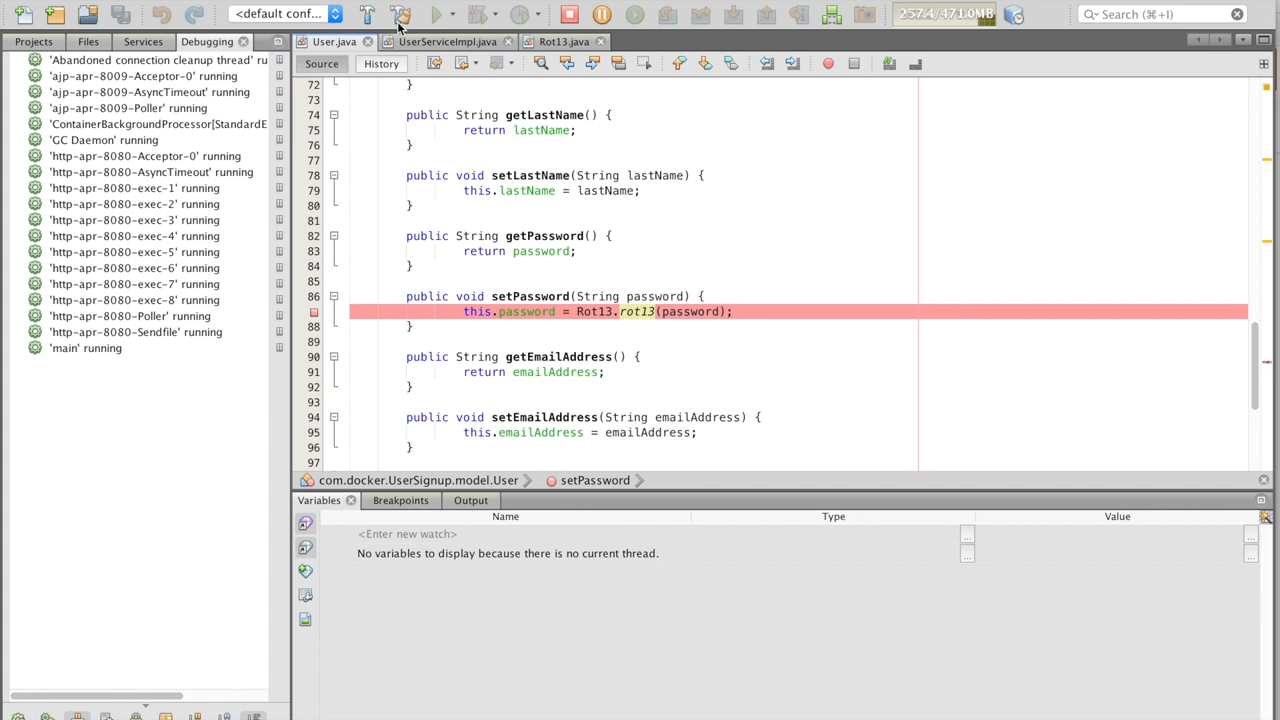 <default conf...
257.4/471.0MB
Search (⌘+I)
Projects
Files
Services
Debugging
User.java
UserServiceImpl.java
Rot13.java
Source
History
'Abandoned connection cleanup thread' ru
'ajp-apr-8009-Acceptor-0' running
'ajp-apr-8009-AsyncTimeout' running
'ajp-apr-8009-Poller' running
'ContainerBackgroundProcessor[StandardE
'GC Daemon' running
'http-apr-8080-Acceptor-0' running
'http-apr-8080-AsyncTimeout' running
'http-apr-8080-exec-1' running
'http-apr-8080-exec-2' running
'http-apr-8080-exec-3' running
'http-apr-8080-exec-4' running
'http-apr-8080-exec-5' running
'http-apr-8080-exec-6' running
'http-apr-8080-exec-7' running
'http-apr-8080-exec-8' running
'http-apr-8080-Poller' running
'http-apr-8080-Sendfile' running
'main' running
72 }
73
74 public String getLastName() {
75 return lastName;
76 }
77
78 public void setLastName(String lastName) {
79 this.lastName = lastName;
80 }
81
82 public String getPassword() {
83 return password;
84 }
85
86 public void setPassword(String password) {
this.password = Rot13.rot13(password);
88 }
89
90 public String getEmailAddress() {
91 return emailAddress;
92 }
93
94 public void setEmailAddress(String emailAddress) {
95 this.emailAddress = emailAddress;
96 }
97
com.docker.UserSignup.model.User
setPassword
Variables
Breakpoints
Output
Name
Type
Value
<Enter new watch>
...
...
No variables to display because there is no current thread.
...
...